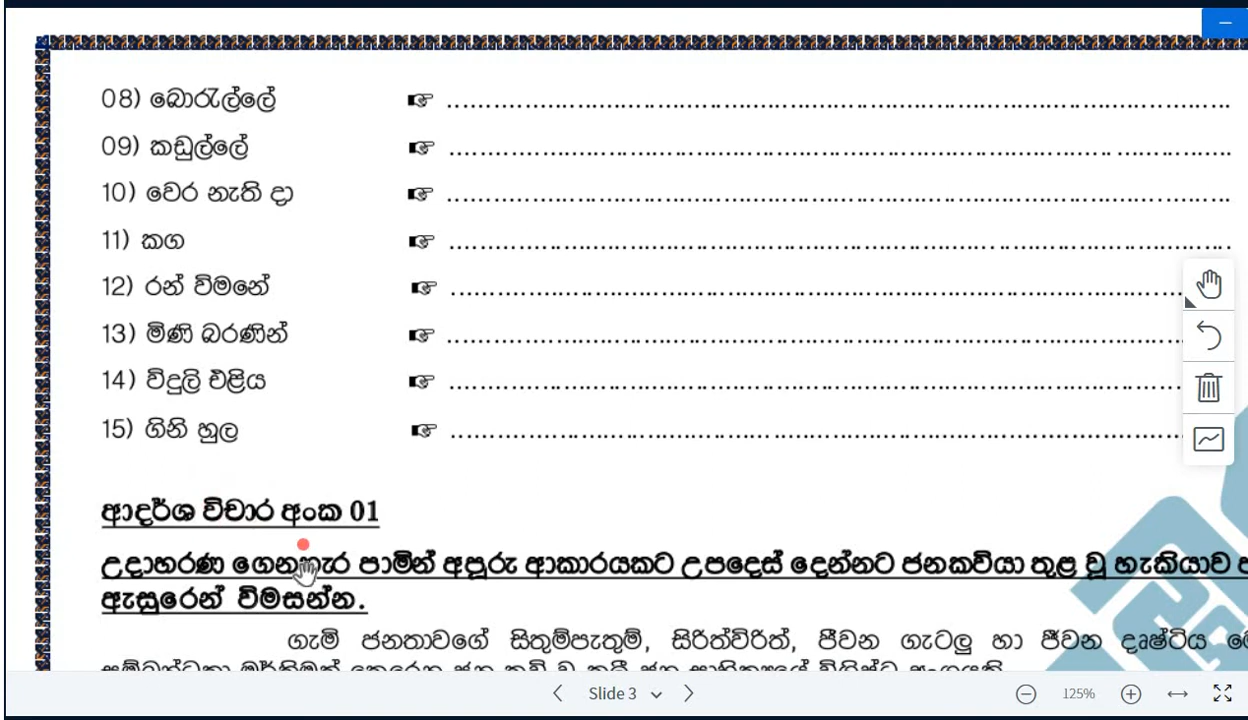 08) බොරැල්ලේ ☛ ....................
09) කඩුල්ලේ ☛ ....................
10) වෙර නැති දා ☛ ....................
11) කග ☛ ....................
12) රන් විමනේ ☛ ....................
13) මිණි බරණින් ☛ ....................
14) විදුලි එළිය ☛ ....................
15) ගිනි හුල ☛ ....................
ආදර්ශ විචාර අංක 01
උදාහරණ ගෙනහැර පාමින් අපූරු ආකාරයකට උපදෙස් දෙන්නට ජනකවියා තුළ වූ හැකියාව
ඇසුරෙන් විමසන්න.
ගැමි ජනතාවගේ සිතුම්පැතුම්, සිරිත්විරිත්, ජීවන ගැටලු හා ජීවන දෘෂ්ටිය
Slide 3
125%